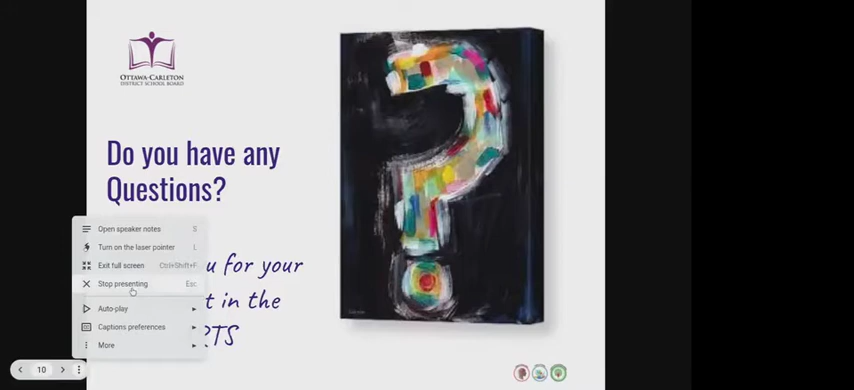 OTTAWA-CARLETON
DISTRICT SCHOOL BOARD
Do you have any
Questions?
u for your
t in the
RTS
Open speaker notes S
Turn on the laser pointer L
Exit full screen Ctrl+Shift+F
Stop presenting Esc
Auto-play
Captions preferences
More
10